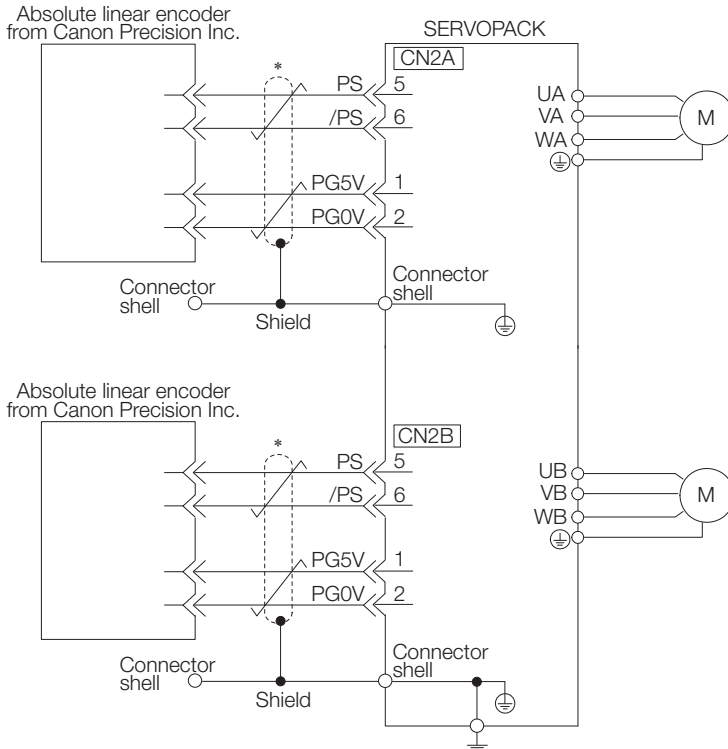 Absolute linear encoder
from Canon Precision Inc.
SERVOPACK
CN2A
*
PS 5
/PS 6
PG5V 1
PG0V 2
UA
VA
WA
M
Connector
shell
Shield
Connector
shell
Absolute linear encoder
from Canon Precision Inc.
CN2B
*
PS 5
/PS 6
PG5V 1
PG0V 2
UB
VB
WB
M
Connector
shell
Shield
Connector
shell